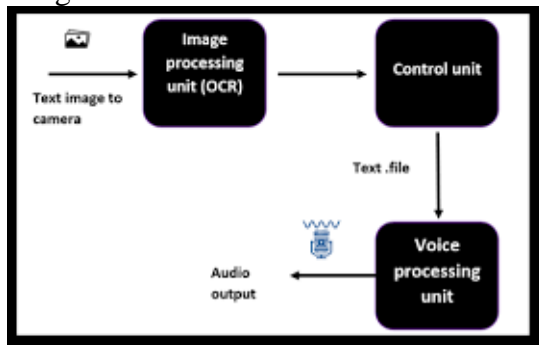 Image
processing
unit (OCR)
Control unit
Text image to
camera
Text .file
Voice
processing
unit
Audio
output